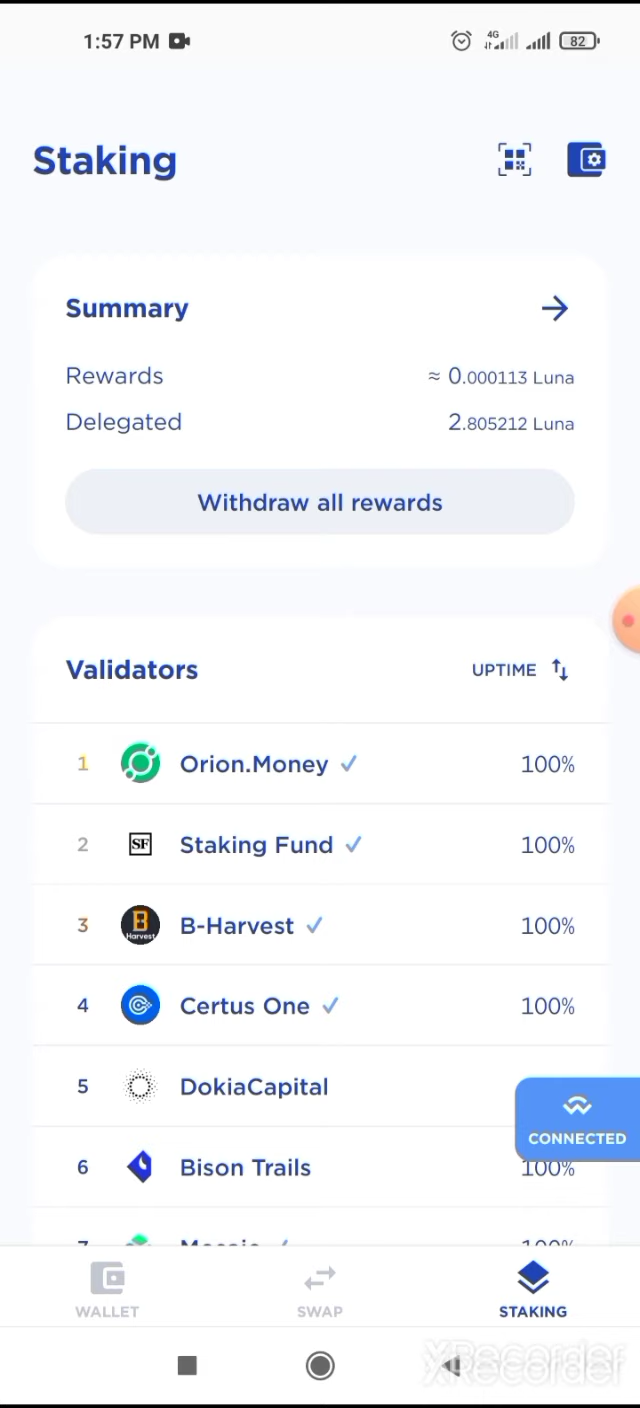 1:57 PM
4G
82
Staking
Summary
Rewards ≈ 0.000113 Luna
Delegated 2.805212 Luna
Withdraw all rewards
Validators UPTIME
1 Orion.Money 100%
2 SF Staking Fund 100%
3 B Harvest B-Harvest 100%
4 Certus One 100%
5 DokiaCapital
CONNECTED
6 Bison Trails 100%
WALLET SWAP STAKING
XRecorder
XRecorder